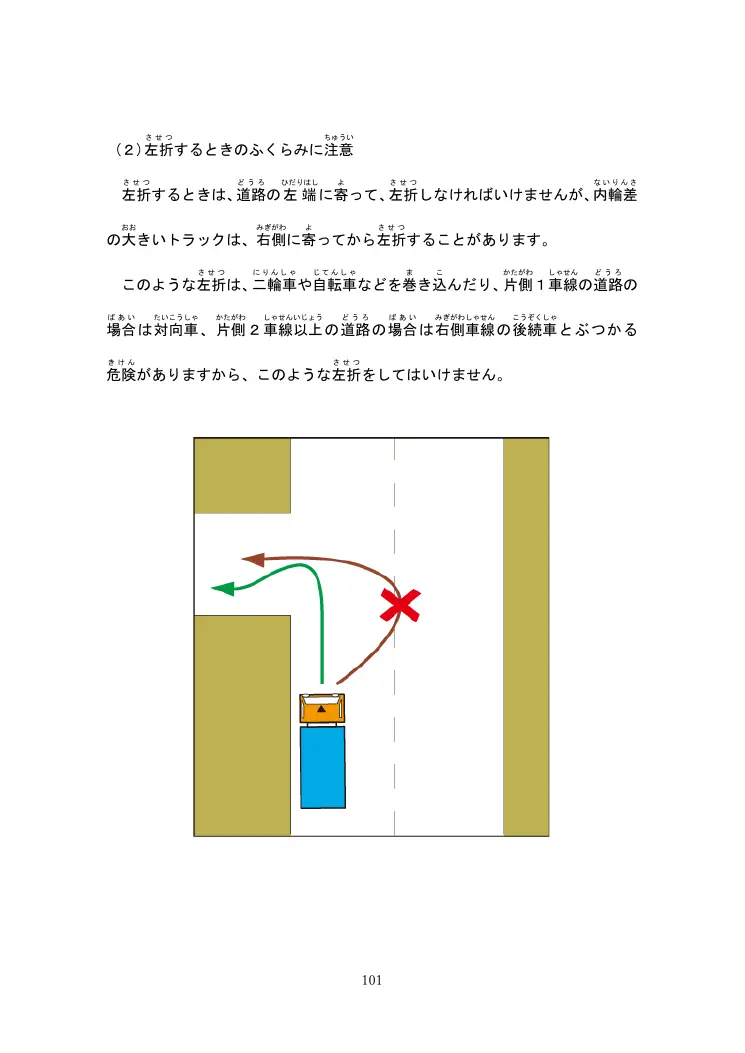 （２）左折するときのふくらみに注意
左折するときは、道路の左端に寄って、左折しなければいけませんが、内輪差
の大きいトラックは、右側に寄ってから左折することがあります。
このような左折は、二輪車や自転車などを巻き込んだり、片側１車線の道路の
場合は対向車、片側２車線以上の道路の場合は右側車線の後続車とぶつかる
危険がありますから、このような左折をしてはいけません。
101